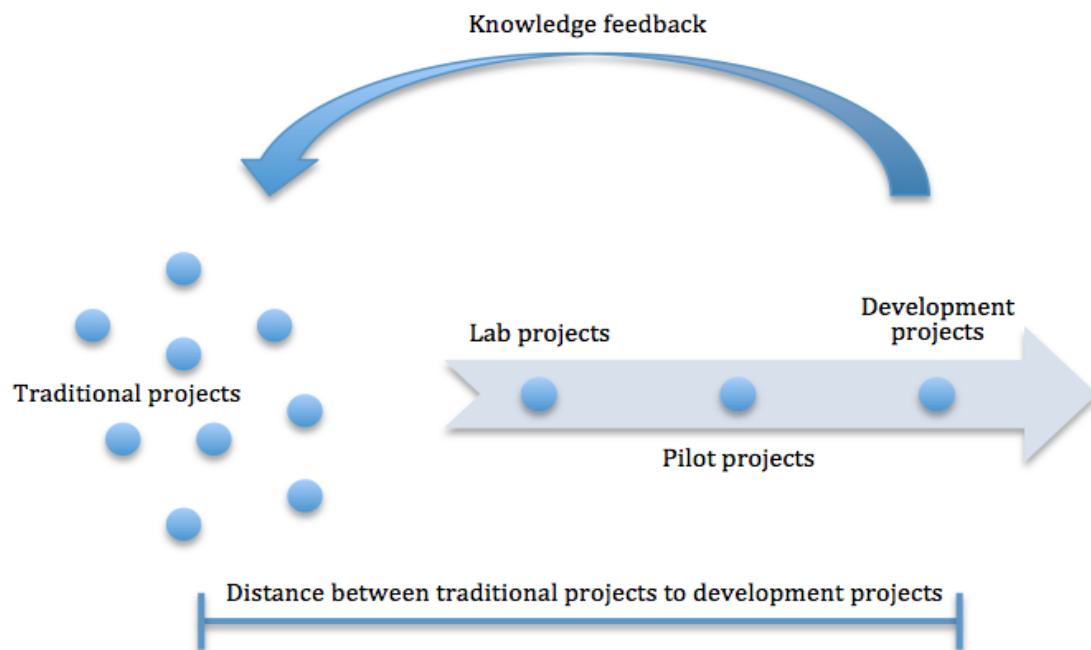 Knowledge feedback
Development
projects
Lab projects
Traditional projects
Pilot projects
Distance between traditional projects to development projects